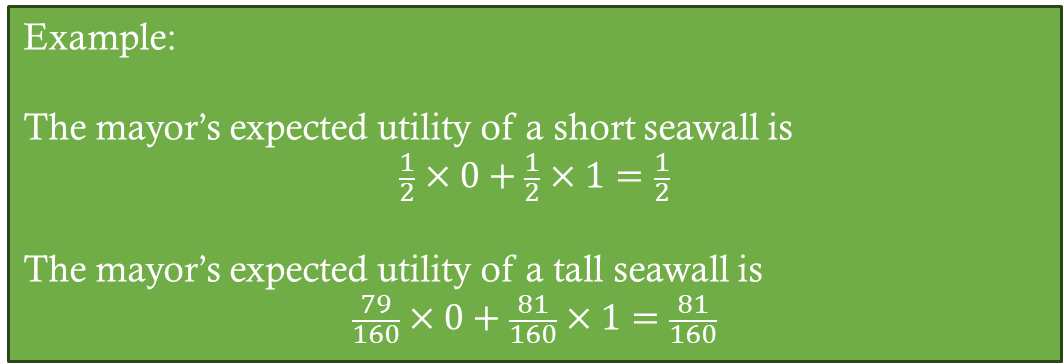 Example:
The mayor’s expected utility of a short seawall is
1/2 × 0 + 1/2 × 1 = 1/2
The mayor’s expected utility of a tall seawall is
79/160 × 0 + 81/160 × 1 = 81/160